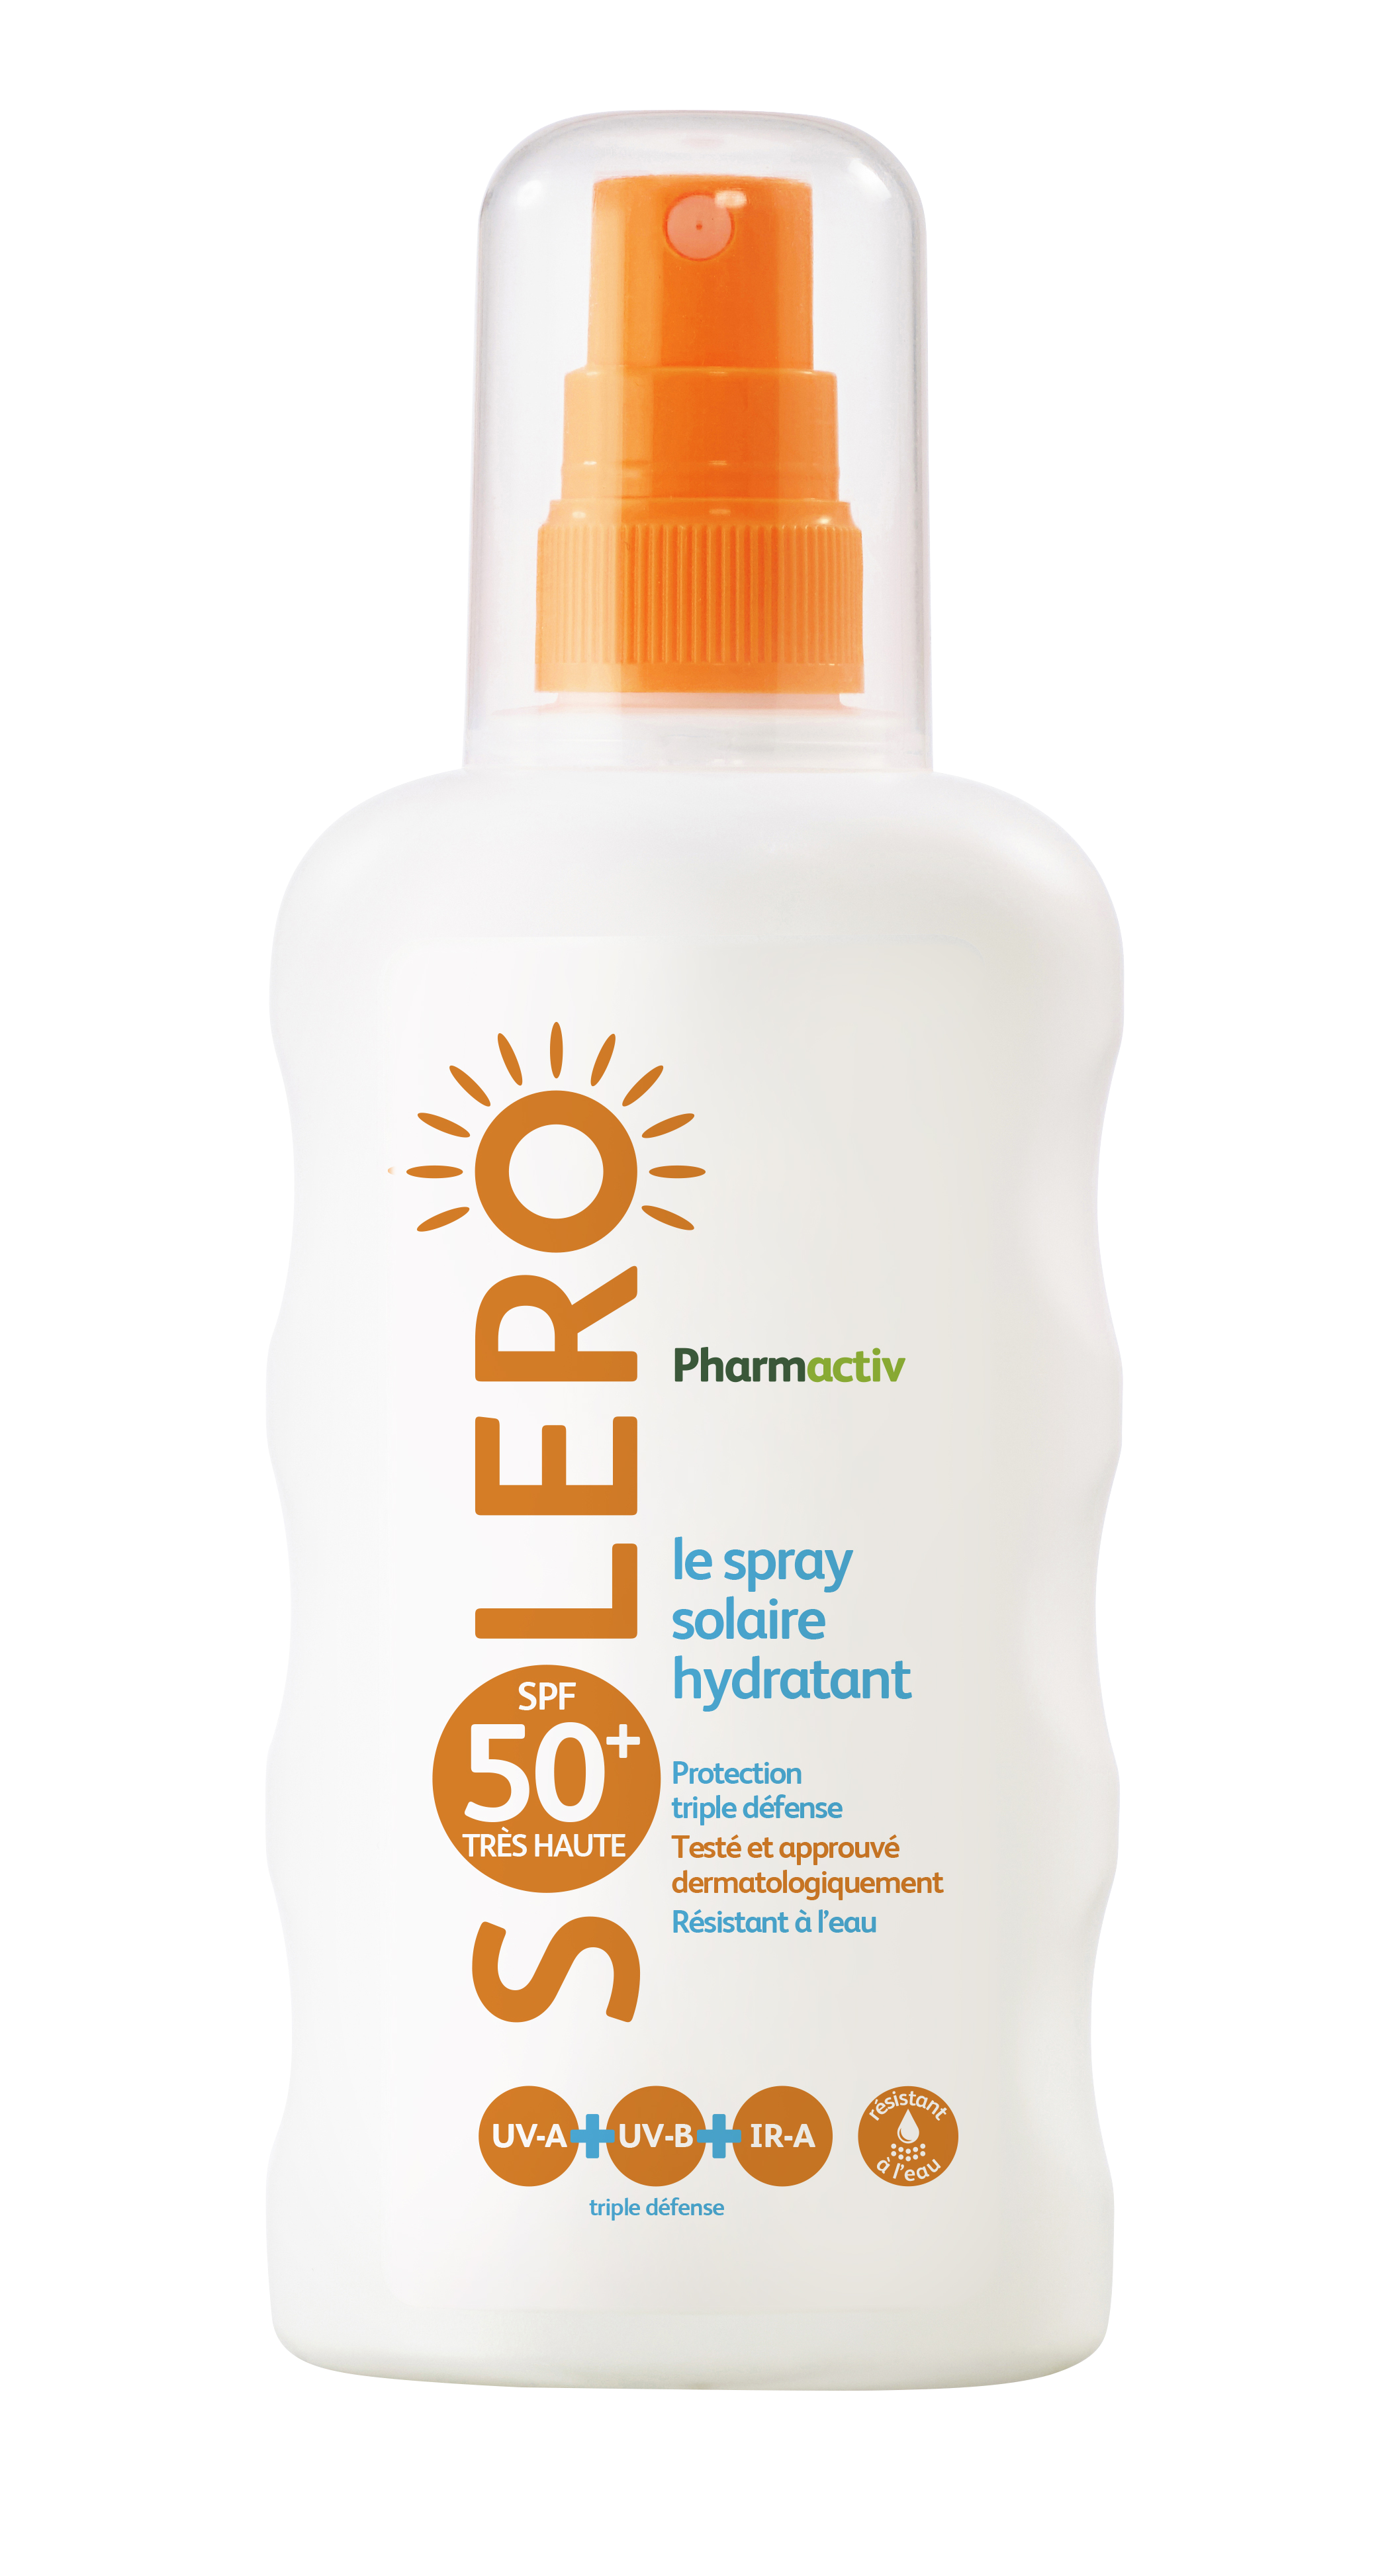 SOLERO
Pharmactiv
le spray
solaire
hydratant
SPF
50+
TRÈS HAUTE
Protection
triple défense
Testé et approuvé
dermatologiquement
Résistant à l'eau
UV-A+UV-B+IR-A
triple défense
résistant
à l'eau